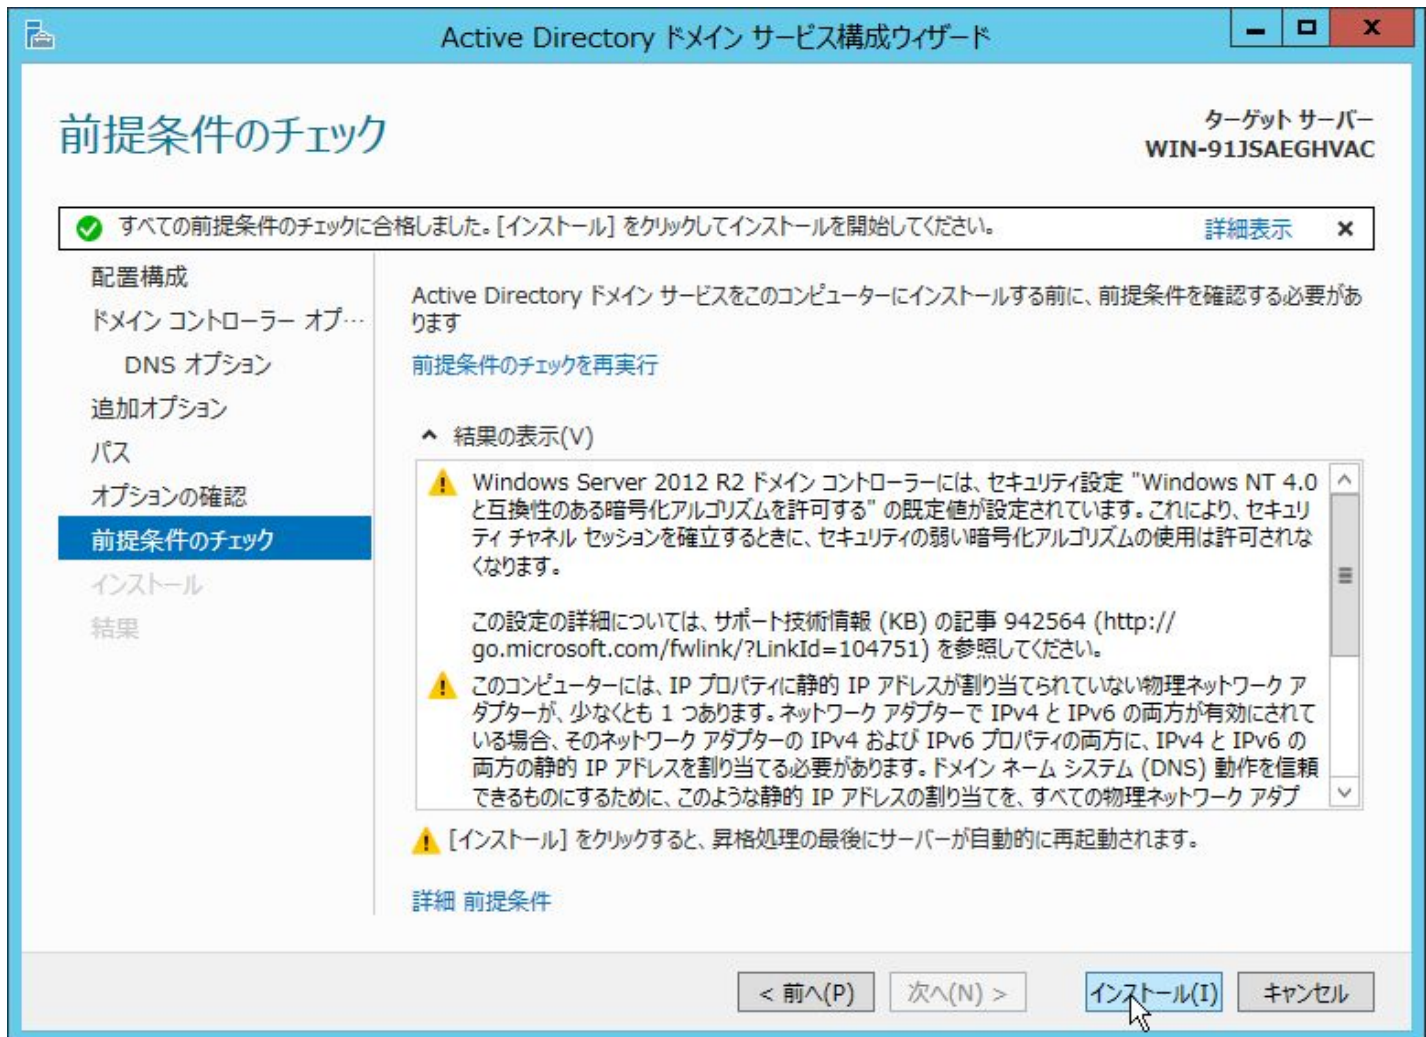 Active Directory ドメイン サービス構成ウィザード
前提条件のチェック
ターゲット サーバー
WIN-91JSAEGHVAC
すべての前提条件のチェックに合格しました。[インストール] をクリックしてインストールを開始してください。
詳細表示
配置構成
ドメイン コントローラー オプ…
DNS オプション
追加オプション
パス
オプションの確認
前提条件のチェック
インストール
結果
Active Directory ドメイン サービスをこのコンピューターにインストールする前に、前提条件を確認する必要があ
ります
前提条件のチェックを再実行
結果の表示(V)
Windows Server 2012 R2 ドメイン コントローラーには、セキュリティ設定 "Windows NT 4.0
と互換性のある暗号化アルゴリズムを許可する" の既定値が設定されています。これにより、セキュリ
ティ チャネル セッションを確立するときに、セキュリティの弱い暗号化アルゴリズムの使用は許可されな
くなります。
この設定の詳細については、サポート技術情報 (KB) の記事 942564 (http://
go.microsoft.com/fwlink/?LinkId=104751) を参照してください。
このコンピューターには、IP プロパティに静的 IP アドレスが割り当てられていない物理ネットワーク ア
ダプターが、少なくとも 1 つあります。ネットワーク アダプターで IPv4 と IPv6 の両方が有効にされて
いる場合、そのネットワーク アダプターの IPv4 および IPv6 プロパティの両方に、IPv4 と IPv6 の
両方の静的 IP アドレスを割り当てる必要があります。ドメイン ネーム システム (DNS) 動作を信頼
できるものにするために、このような静的 IP アドレスの割り当てを、すべての物理ネットワーク アダプ
[インストール] をクリックすると、昇格処理の最後にサーバーが自動的に再起動されます。
詳細 前提条件
< 前へ(P)
次へ(N) >
インストール(I)
キャンセル